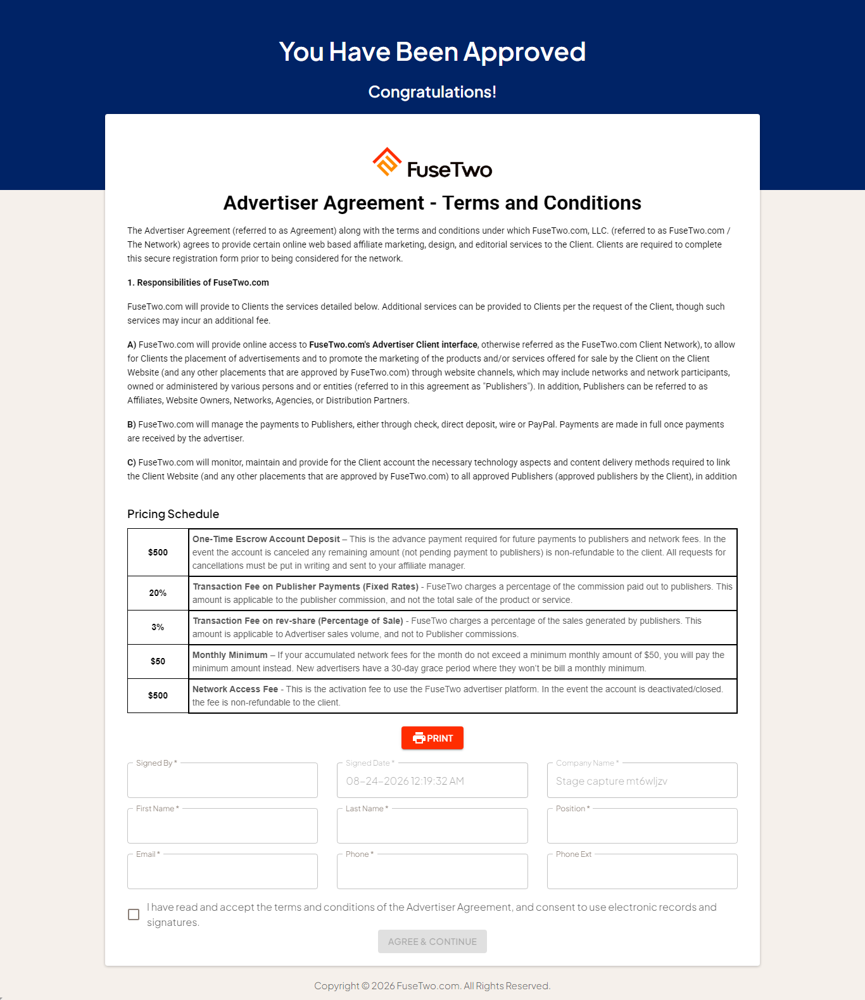 You Have Been Approved
Congratulations!
FuseTwo
Advertiser Agreement - Terms and Conditions
The Advertiser Agreement (referred to as Agreement) along with the terms and conditions under which FuseTwo.com, LLC. (referred to as FuseTwo.com /
The Network) agrees to provide certain online web based affiliate marketing, design, and editorial services to the Client. Clients are required to complete
this secure registration form prior to being considered for the network.
1. Responsibilities of FuseTwo.com
FuseTwo.com will provide to Clients the services detailed below. Additional services can be provided to Clients per the request of the Client, though such
services may incur an additional fee.
A) FuseTwo.com will provide online access to FuseTwo.com's Advertiser Client interface, otherwise referred as the FuseTwo.com Client Network), to allow
for Clients the placement of advertisements and to promote the marketing of the products and/or services offered for sale by the Client on the Client
Website (and any other placements that are approved by FuseTwo.com) through website channels, which may include networks and network participants,
owned or administered by various persons and or entities (referred to in this agreement as "Publishers"). In addition, Publishers can be referred to as
Affiliates, Website Owners, Networks, Agencies, or Distribution Partners.
B) FuseTwo.com will manage the payments to Publishers, either through check, direct deposit, wire or PayPal. Payments are made in full once payments
are received by the advertiser.
C) FuseTwo.com will monitor, maintain and provide for the Client account the necessary technology aspects and content delivery methods required to link
the Client Website (and any other placements that are approved by FuseTwo.com) to all approved Publishers (approved publishers by the Client), in addition
Pricing Schedule
$500
One-Time Escrow Account Deposit – This is the advance payment required for future payments to publishers and network fees. In the
event the account is canceled any remaining amount (not pending payment to publishers) is non-refundable to the client. All requests for
cancellations must be put in writing and sent to your affiliate manager.
20%
Transaction Fee on Publisher Payments (Fixed Rates) - FuseTwo charges a percentage of the commission paid out to publishers. This
amount is applicable to the publisher commission, and not the total sale of the product or service.
3%
Transaction Fee on rev-share (Percentage of Sale) - FuseTwo charges a percentage of the sales generated by publishers. This
amount is applicable to Advertiser sales volume, and not to Publisher commissions.
$50
Monthly Minimum – If your accumulated network fees for the month do not exceed a minimum monthly amount of $50, you will pay the
minimum amount instead. New advertisers have a 30-day grace period where they won’t be bill a monthly minimum.
$500
Network Access Fee - This is the activation fee to use the FuseTwo advertiser platform. In the event the account is deactivated/closed.
the fee is non-refundable to the client.
PRINT
Signed By *
Signed Date *
08-24-2026 12:19:32 AM
Company Name *
Stage capture mt6wljzv
First Name *
Last Name *
Position *
Email *
Phone *
Phone Ext
I have read and accept the terms and conditions of the Advertiser Agreement, and consent to use electronic records and
signatures.
AGREE & CONTINUE
Copyright © 2026 FuseTwo.com. All Rights Reserved.